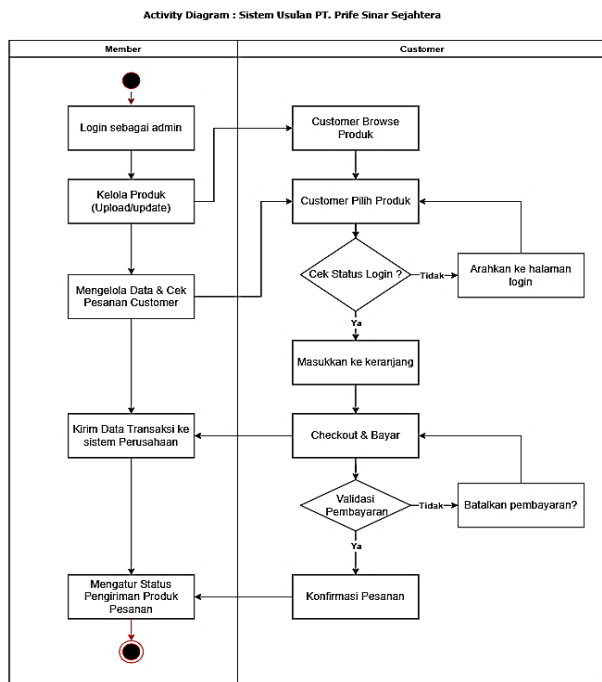 Activity Diagram : Sistem Usulan PT. Prife Sinar Sejahtera
Member
Customer
Login sebagai admin
Customer Browse
Produk
Kelola Produk
(Upload/update)
Customer Pilih Produk
Cek Status Login ?
Tidak
Arahkan ke halaman
login
Mengelola Data & Cek
Pesanan Customer
Ya
Masukkan ke keranjang
Kirim Data Transaksi ke
sistem Perusahaan
Checkout & Bayar
Validasi
Pembayaran
Tidak
Batalkan pembayaran?
Ya
Mengatur Status
Pengiriman Produk
Pesanan
Konfirmasi Pesanan